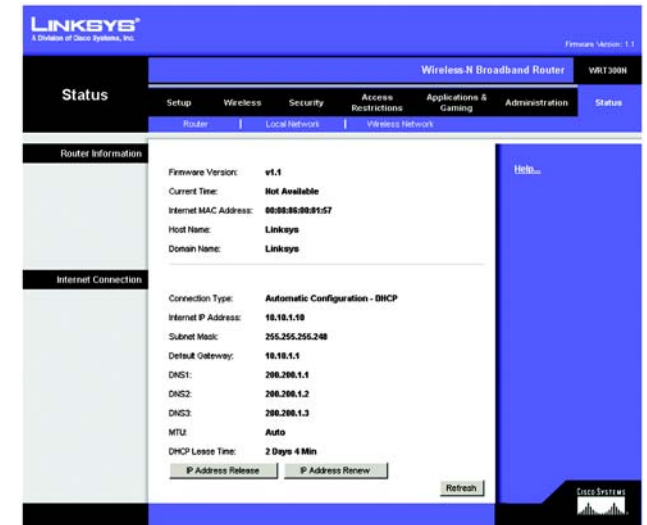 LINKSYS®
A Division of Cisco Systems, Inc.
Firmware Version: 1.1
Wireless-N Broadband Router WRT300N
Status
Setup Wireless Security Access Restrictions Applications & Gaming Administration Status
Router | Local Network | Wireless Network
Router Information
Help...
Firmware Version: v1.1
Current Time: Not Available
Internet MAC Address: 00:08:86:00:01:57
Host Name: Linksys
Domain Name: Linksys
Internet Connection
Connection Type: Automatic Configuration - DHCP
Internet IP Address: 10.10.1.10
Subnet Mask: 255.255.255.248
Default Gateway: 10.10.1.1
DNS1: 200.200.1.1
DNS2: 200.200.1.2
DNS3: 200.200.1.3
MTU: Auto
DHCP Lease Time: 2 Days 4 Min
IP Address Release IP Address Renew
Refresh
CISCO SYSTEMS